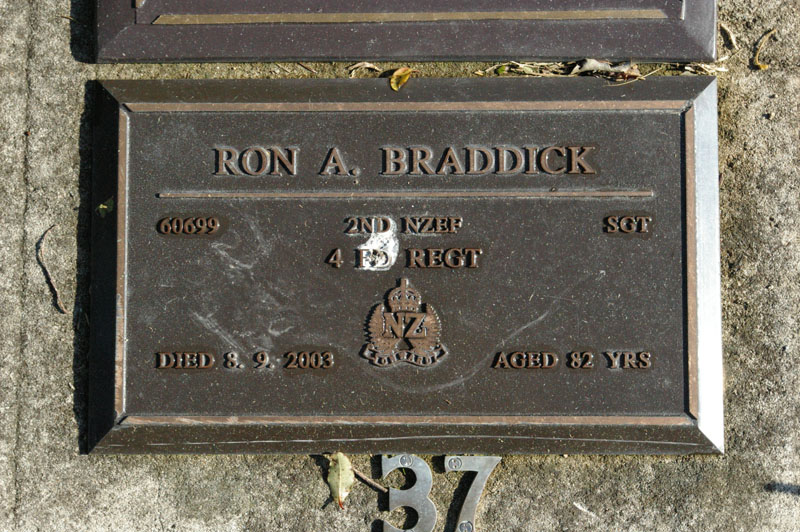 RON A. BRADDICK
60699 2ND NZEF SGT
4 FD REGT
NZ
DIED 8. 9. 2003 AGED 82 YRS
37